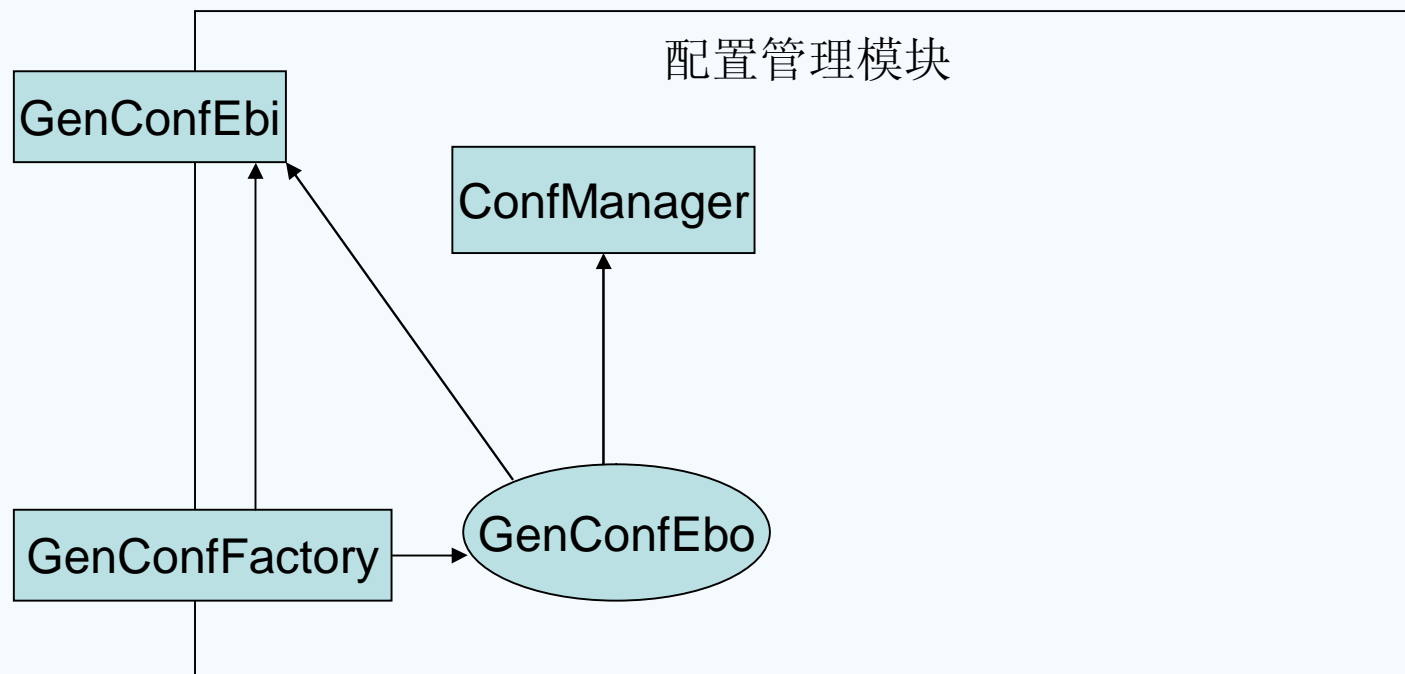 配置管理模块
GenConfEbi
ConfManager
GenConfEbo
GenConfFactory